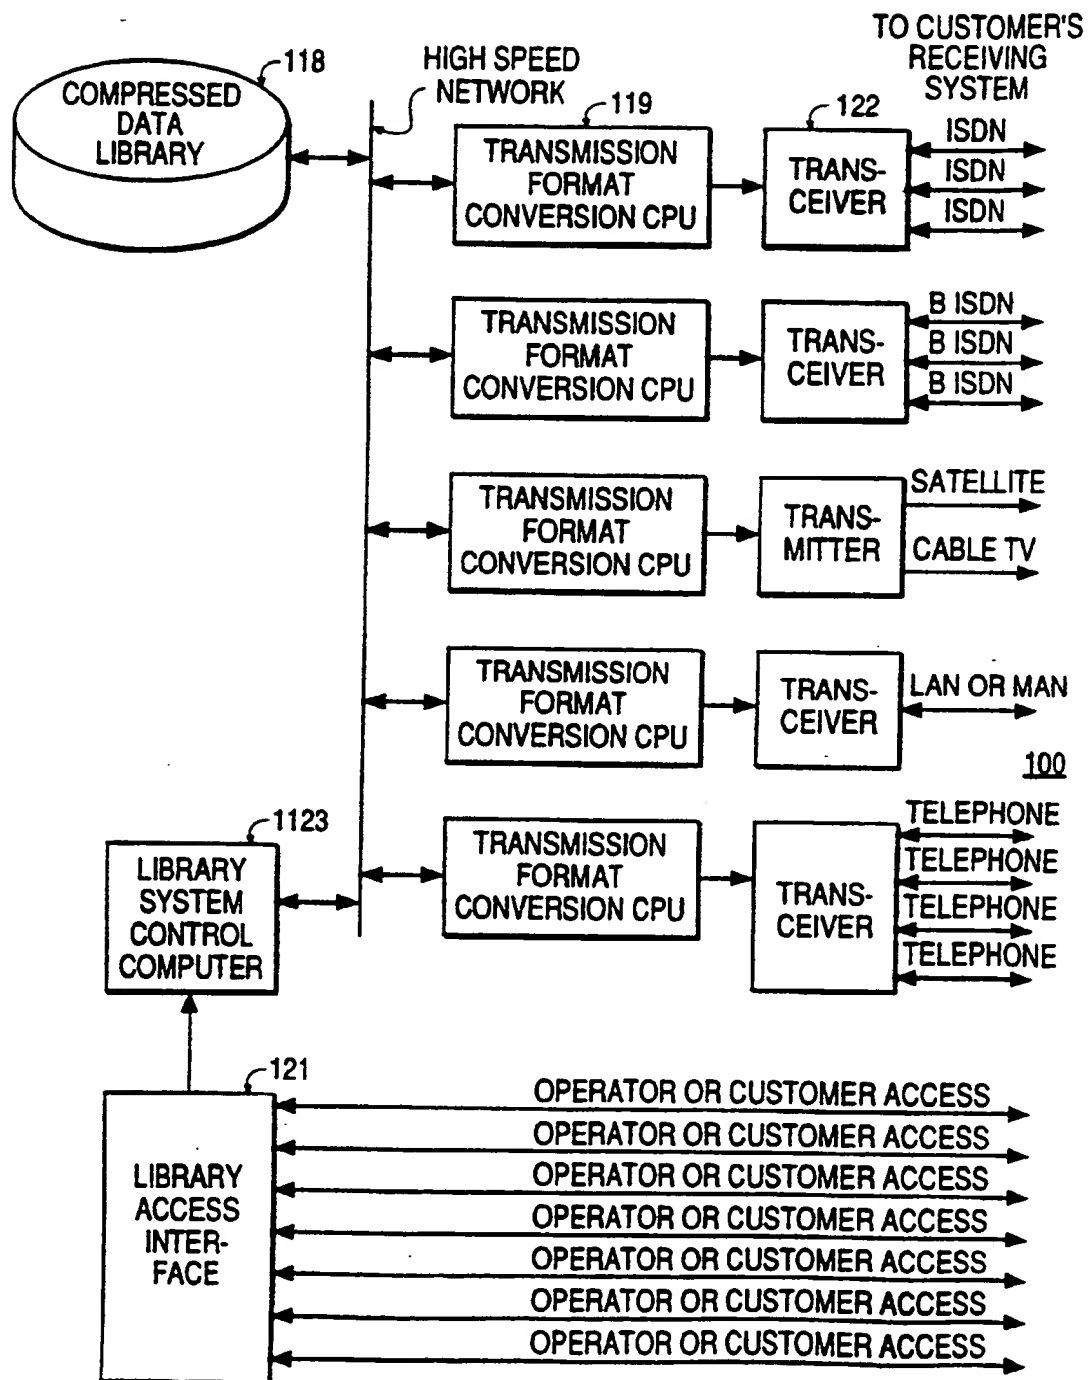 TO CUSTOMER'S
RECEIVING
SYSTEM
118
HIGH SPEED
NETWORK
COMPRESSED
DATA
LIBRARY
119
TRANSMISSION
FORMAT
CONVERSION CPU
122
TRANS-
CEIVER
ISDN
ISDN
ISDN
TRANSMISSION
FORMAT
CONVERSION CPU
TRANS-
CEIVER
B ISDN
B ISDN
B ISDN
TRANSMISSION
FORMAT
CONVERSION CPU
TRANS-
MITTER
SATELLITE
CABLE TV
TRANSMISSION
FORMAT
CONVERSION CPU
TRANS-
CEIVER
LAN OR MAN
100
1123
LIBRARY
SYSTEM
CONTROL
COMPUTER
TRANSMISSION
FORMAT
CONVERSION CPU
TRANS-
CEIVER
TELEPHONE
TELEPHONE
TELEPHONE
TELEPHONE
121
LIBRARY
ACCESS
INTER-
FACE
OPERATOR OR CUSTOMER ACCESS
OPERATOR OR CUSTOMER ACCESS
OPERATOR OR CUSTOMER ACCESS
OPERATOR OR CUSTOMER ACCESS
OPERATOR OR CUSTOMER ACCESS
OPERATOR OR CUSTOMER ACCESS
OPERATOR OR CUSTOMER ACCESS